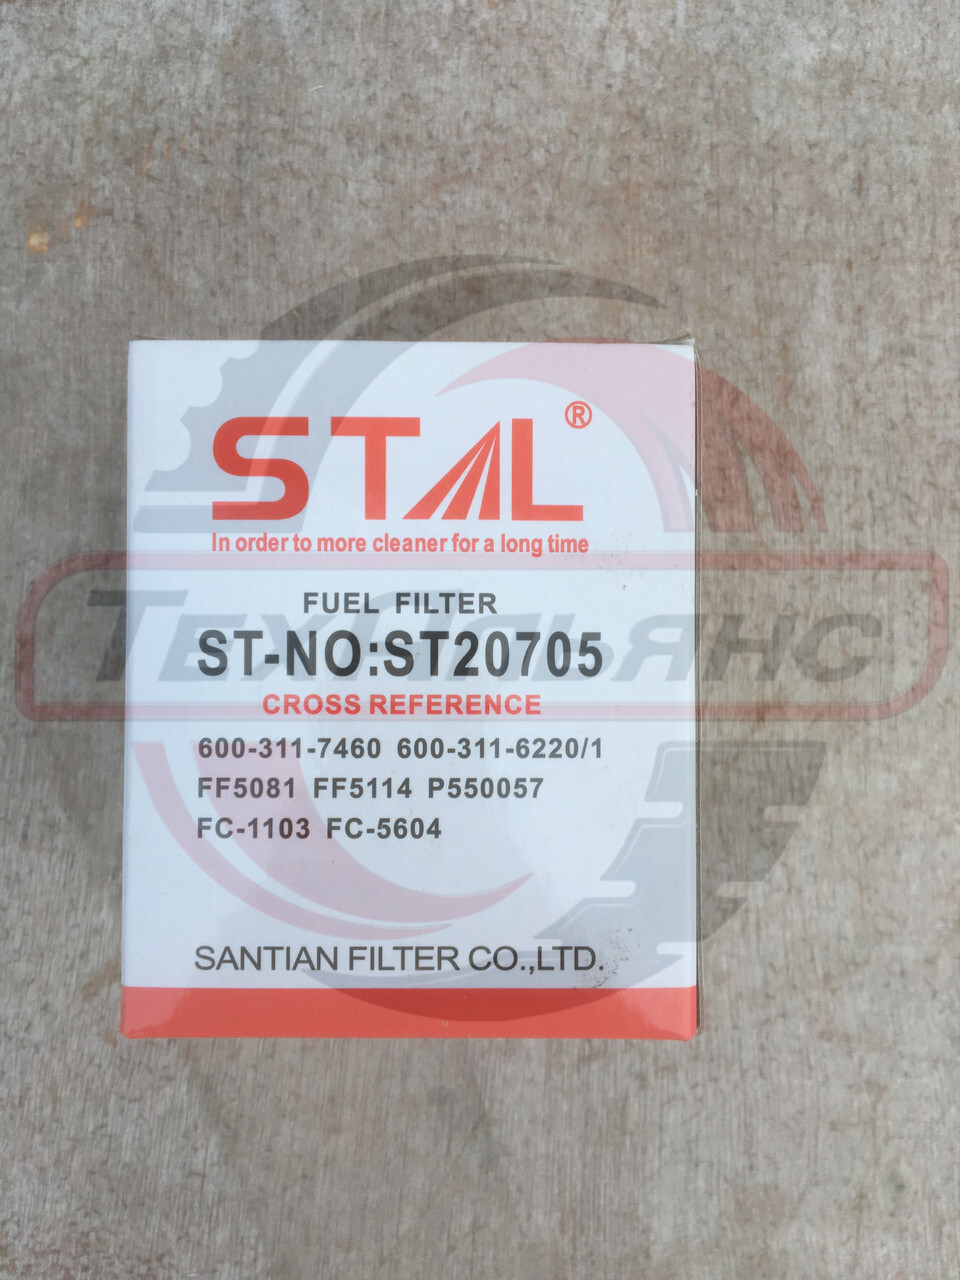 STAL®
In order to more cleaner for a long time
FUEL FILTER
ST-NO:ST20705
ТехАльянс
CROSS REFERENCE
600-311-7460 600-311-6220/1
FF5081 FF5114 P550057
FC-1103 FC-5604
SANTIAN FILTER CO.,LTD.